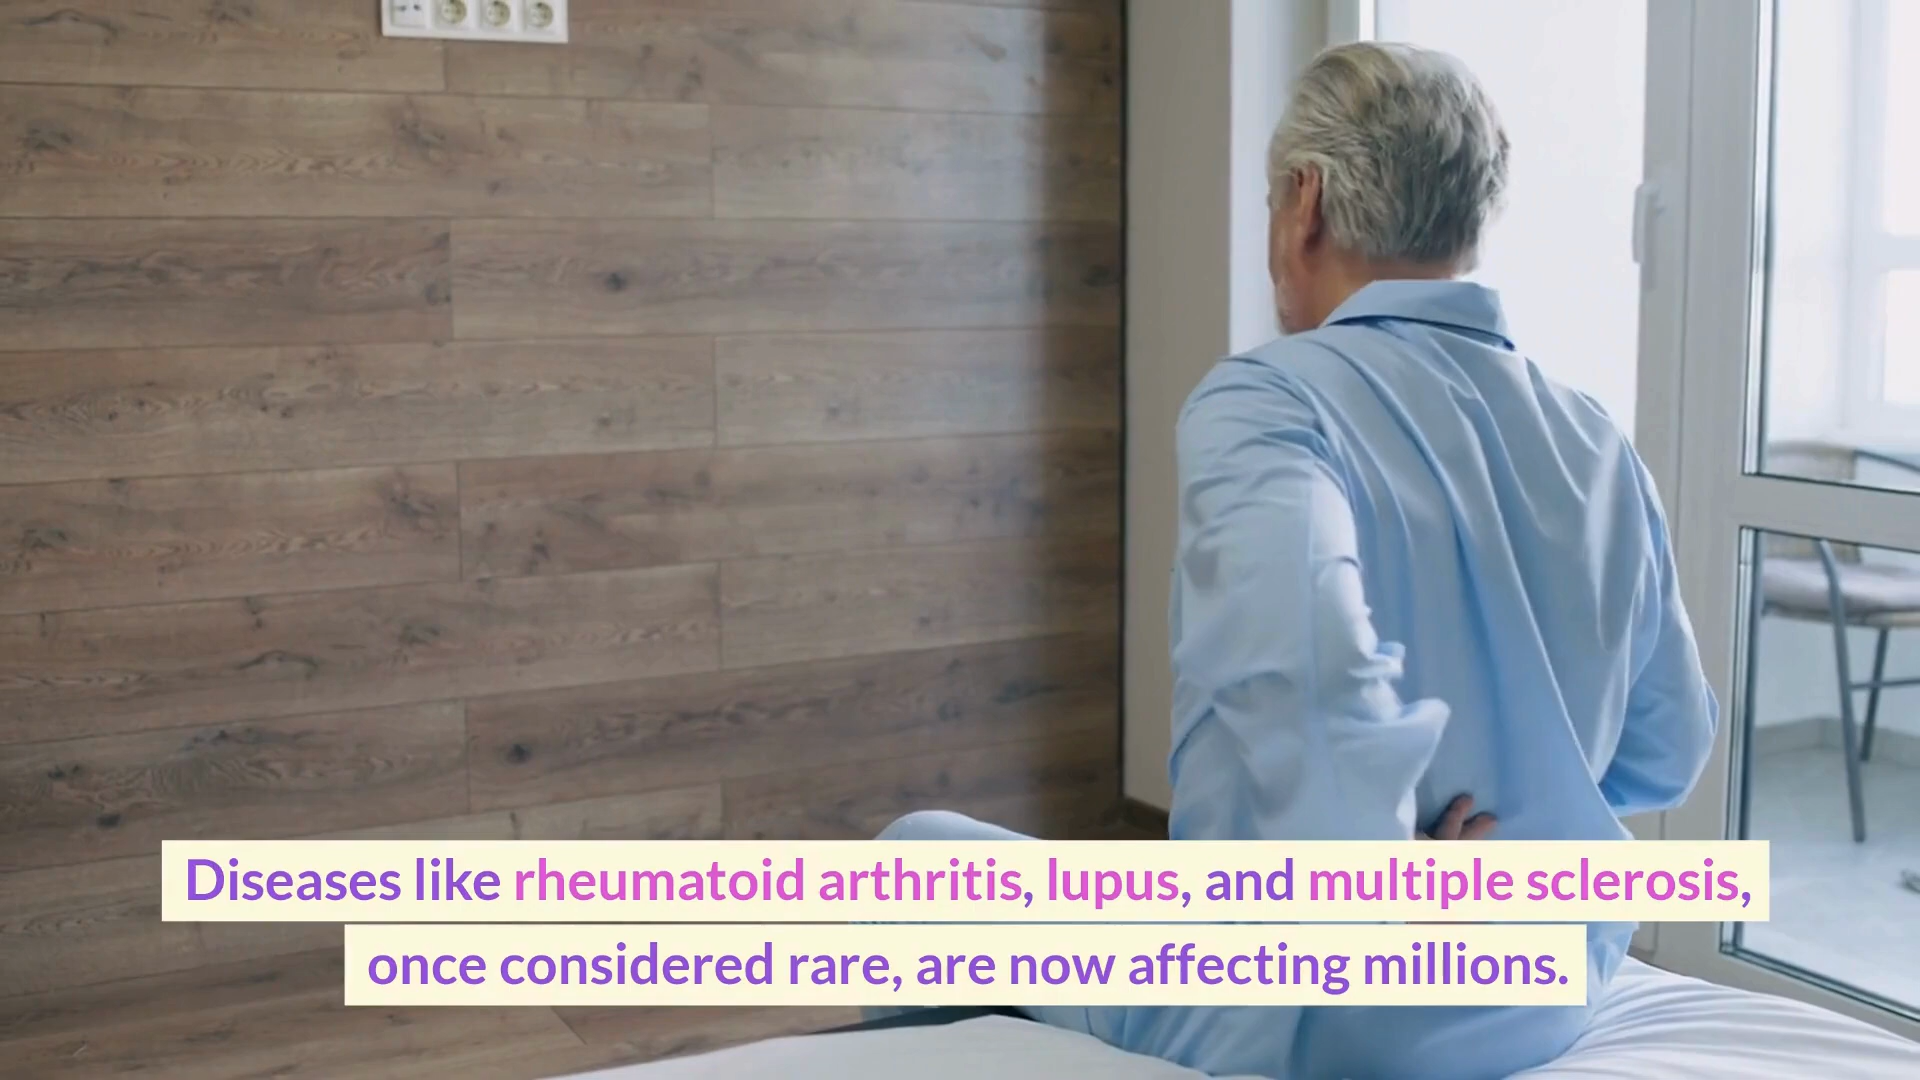 Diseases like rheumatoid arthritis, lupus, and multiple sclerosis,
once considered rare, are now affecting millions.